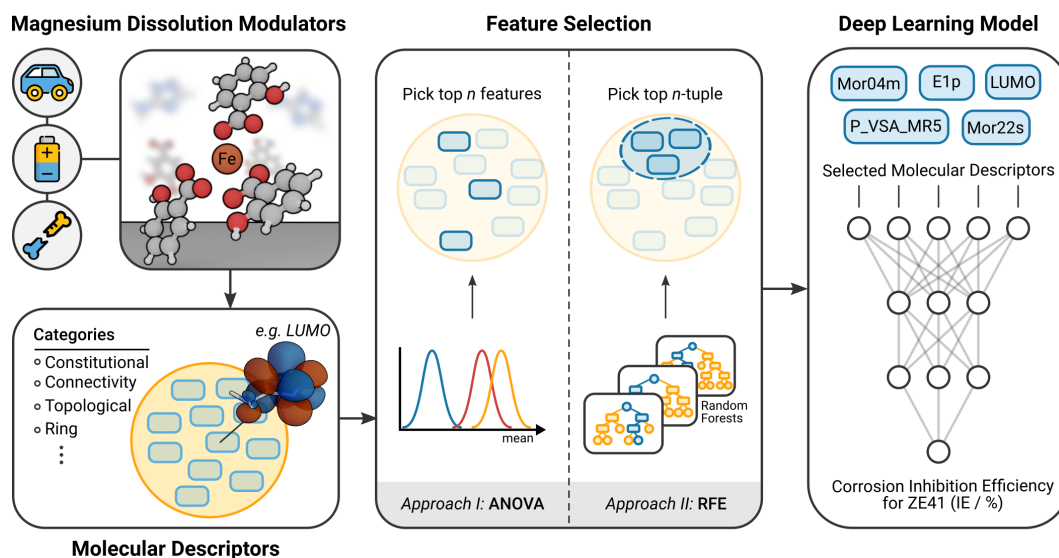 Magnesium Dissolution Modulators
+
−
Fe
Categories
Constitutional
Connectivity
Topological
Ring
e.g. LUMO
Molecular Descriptors
Feature Selection
Pick top n features
Pick top n-tuple
mean
Random
Forests
Approach I: ANOVA
Approach II: RFE
Deep Learning Model
Mor04m
E1p
LUMO
P_VSA_MR5
Mor22s
Selected Molecular Descriptors
Corrosion Inhibition Efficiency
for ZE41 (IE / %)